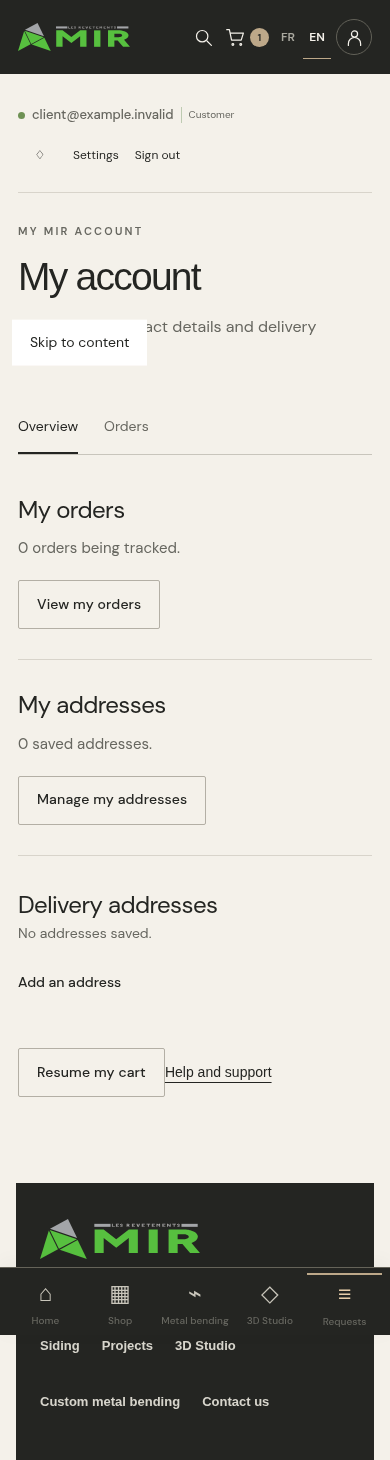 LES REVÊTEMENTS
MIR
1
FR
EN
client@example.invalid
Customer
Settings
Sign out
MY MIR ACCOUNT
My account
act details and delivery
Skip to content
Overview
Orders
My orders
0 orders being tracked.
View my orders
My addresses
0 saved addresses.
Manage my addresses
Delivery addresses
No addresses saved.
Add an address
Resume my cart
Help and support
LES REVÊTEMENTS
MIR
Home
Shop
Metal bending
3D Studio
Requests
Siding
Projects
3D Studio
Custom metal bending
Contact us